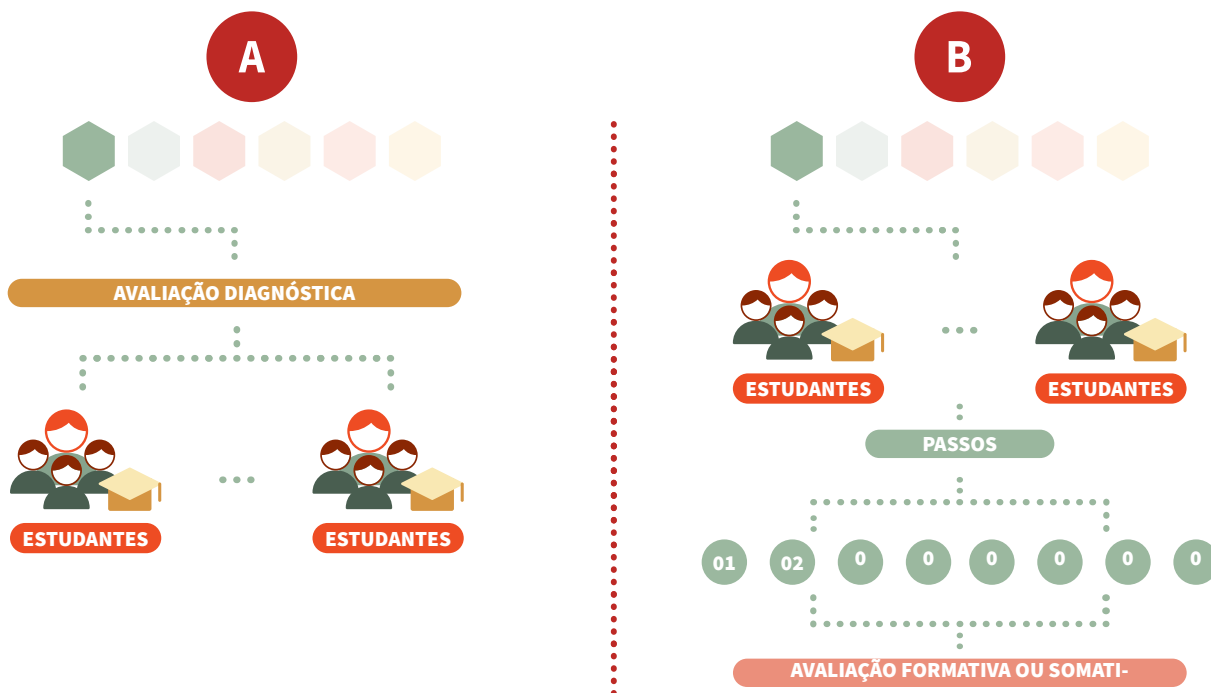 A
AVALIAÇÃO DIAGNÓSTICA
ESTUDANTES
ESTUDANTES
B
ESTUDANTES
ESTUDANTES
PASSOS
01 02 0 0 0 0 0 0
AVALIAÇÃO FORMATIVA OU SOMATI-